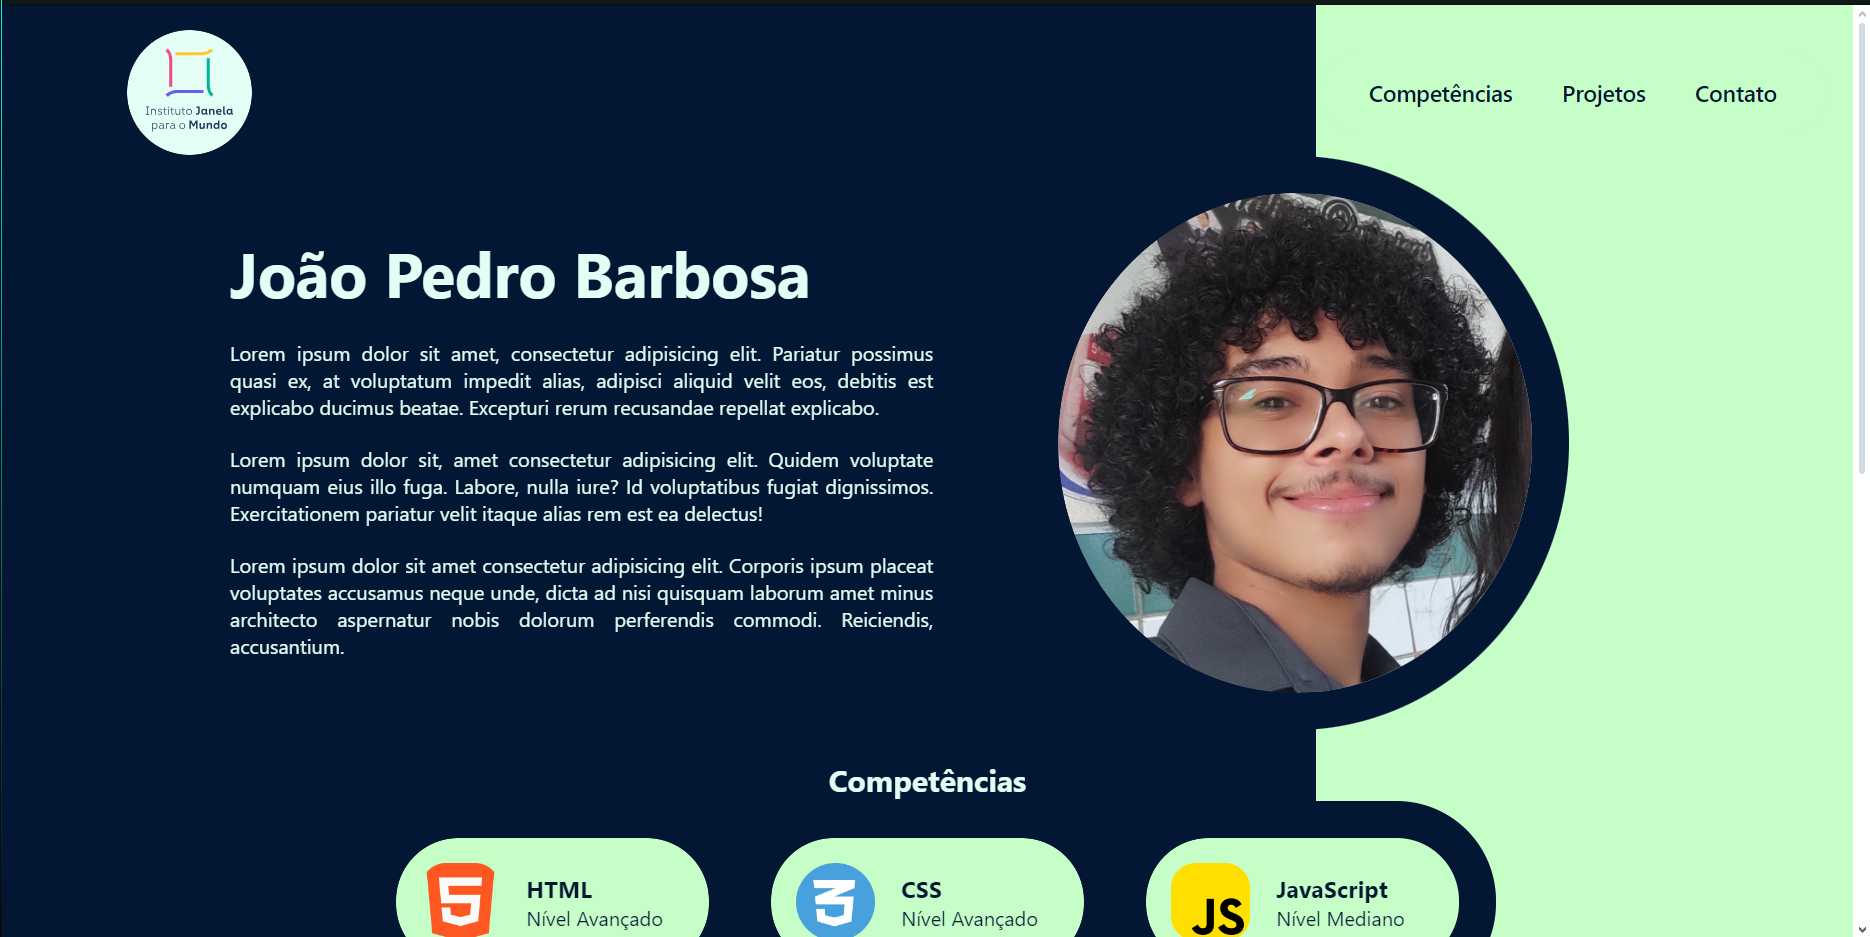 Instituto Janela
para o Mundo
Competências Projetos Contato
João Pedro Barbosa
Lorem ipsum dolor sit amet, consectetur adipisicing elit. Pariatur possimus
quasi ex, at voluptatum impedit alias, adipisci aliquid velit eos, debitis est
explicabo ducimus beatae. Excepturi rerum recusandae repellat explicabo.
Lorem ipsum dolor sit, amet consectetur adipisicing elit. Quidem voluptate
numquam eius illo fuga. Labore, nulla iure? Id voluptatibus fugiat dignissimos.
Exercitationem pariatur velit itaque alias rem est ea delectus!
Lorem ipsum dolor sit amet consectetur adipisicing elit. Corporis ipsum placeat
voluptates accusamus neque unde, dicta ad nisi quisquam laborum amet minus
architecto aspernatur nobis dolorum perferendis commodi. Reiciendis,
accusantium.
Competências
5
HTML
Nível Avançado
3
CSS
Nível Avançado
JS
JavaScript
Nível Mediano